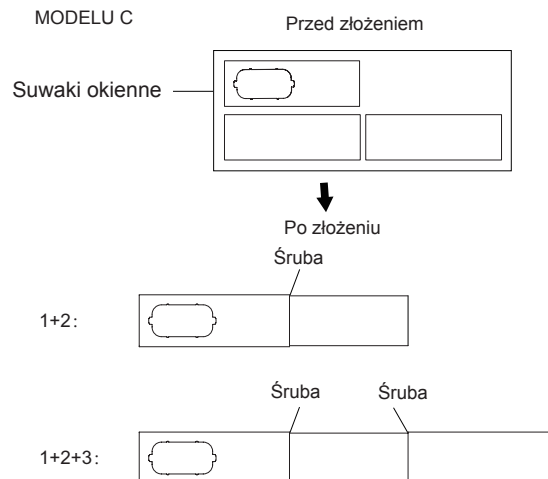 MODELU C
Przed złożeniem
Suwaki okienne
Po złożeniu
Śruba
1+2:
Śruba Śruba
1+2+3: